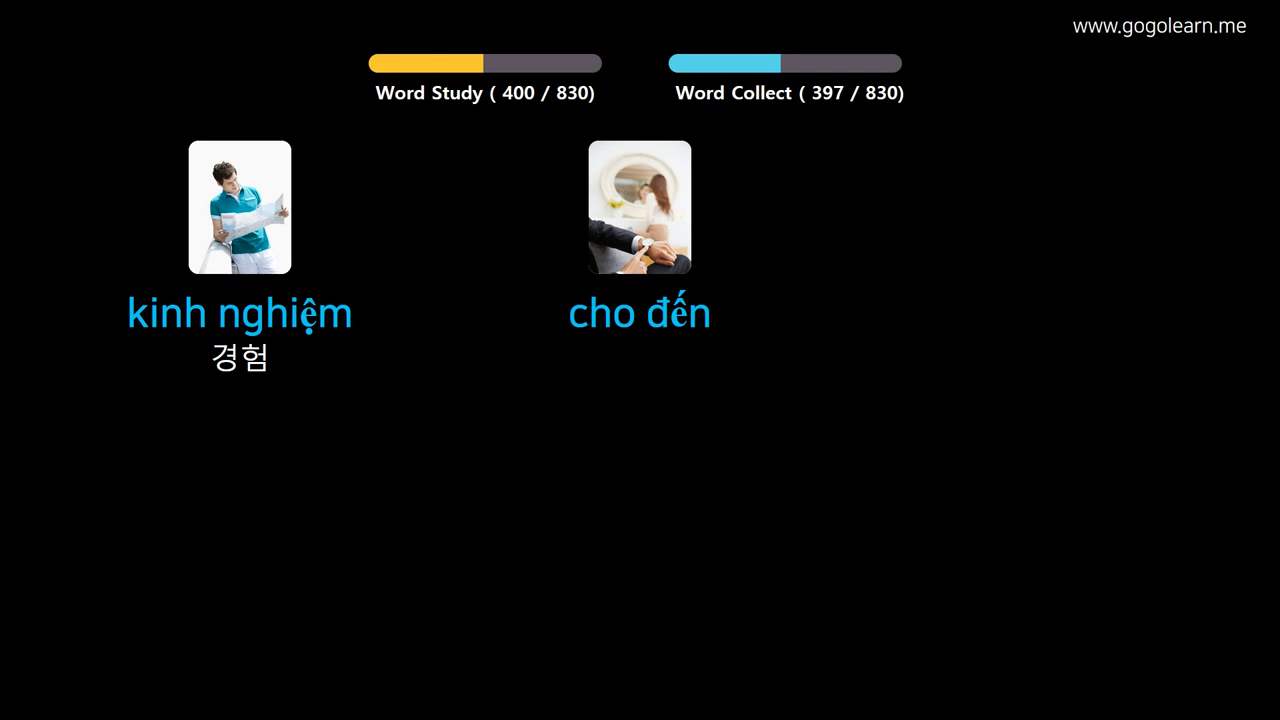 www.gogolearn.me
Word Study ( 400 / 830)
Word Collect ( 397 / 830)
kinh nghiệm
경험
cho đến